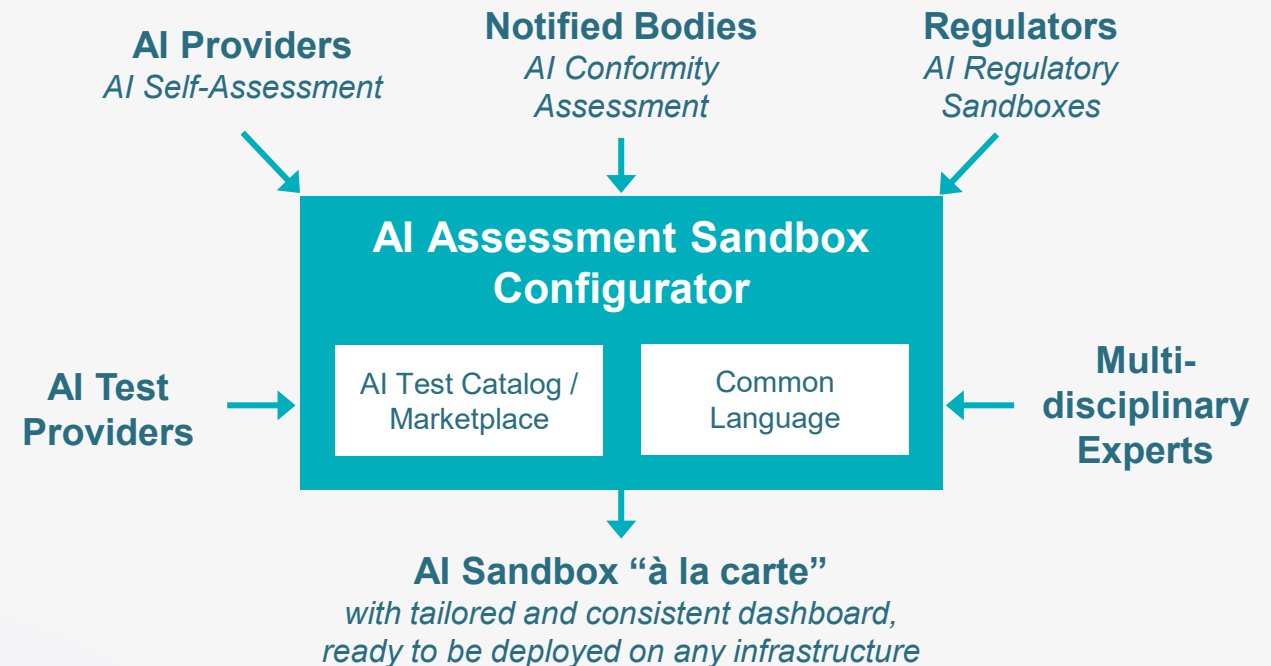 AI Providers
AI Self-Assessment
Notified Bodies
AI Conformity
Assessment
Regulators
AI Regulatory
Sandboxes
AI Assessment Sandbox
Configurator
AI Test
Providers
AI Test Catalog /
Marketplace
Common
Language
Multi-
disciplinary
Experts
AI Sandbox “à la carte”
with tailored and consistent dashboard,
ready to be deployed on any infrastructure